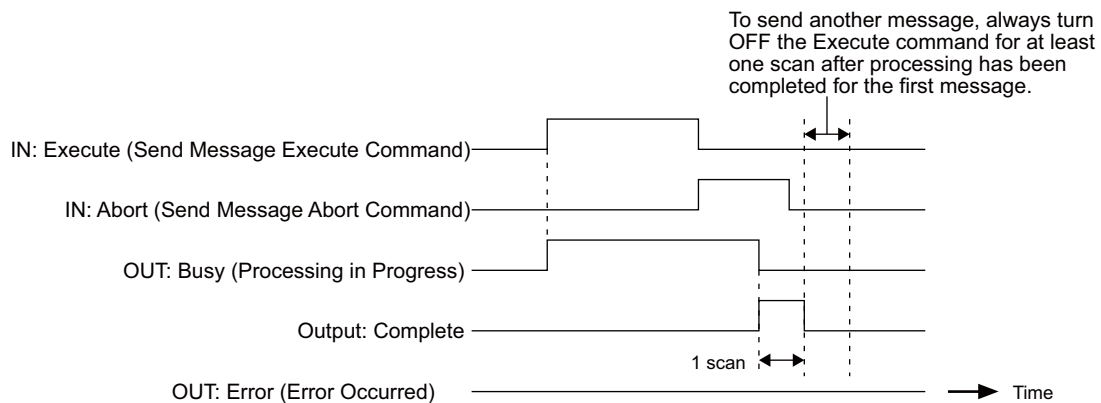 To send another message, always turn
OFF the Execute command for at least
one scan after processing has been
completed for the first message.
IN: Execute (Send Message Execute Command)
IN: Abort (Send Message Abort Command)
OUT: Busy (Processing in Progress)
Output: Complete
1 scan
OUT: Error (Error Occurred)
Time